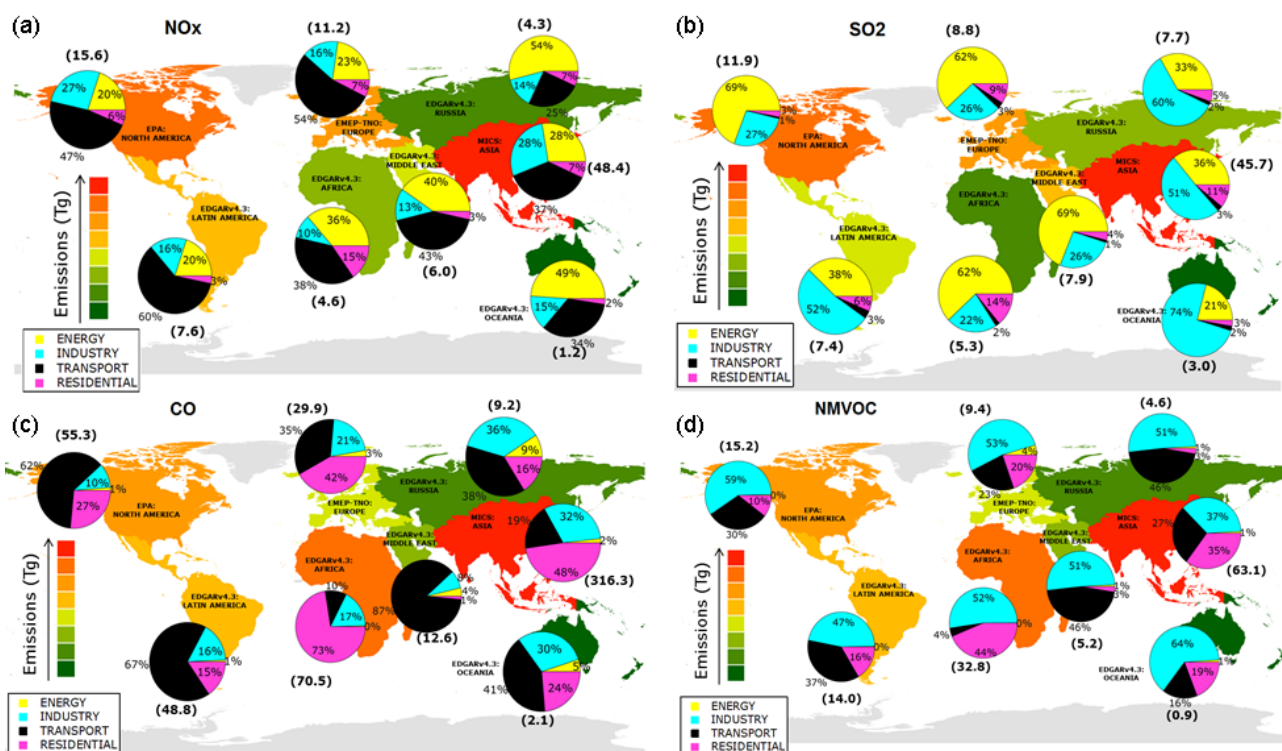 (a)
NOx
(15.6)
27%
20%
6%
47%
(11.2)
16%
23%
7%
54%
(4.3)
54%
7%
14%
25%
EDGARv4.3:
RUSSIA
EPA:
NORTH AMERICA
EMEP-TNO:
EUROPE
MICS:
ASIA
28%
28%
7%
37%
(48.4)
EDGARv4.3:
MIDDLE EAST
EDGARv4.3:
AFRICA
40%
13%
3%
43%
(6.0)
36%
10%
15%
38%
(4.6)
EDGARv4.3:
LATIN AMERICA
16%
20%
3%
60%
(7.6)
49%
15%
2%
34%
(1.2)
EDGARv4.3:
OCEANIA
Emissions (Tg)
ENERGY
INDUSTRY
TRANSPORT
RESIDENTIAL
(b)
SO2
(11.9)
69%
3%
1%
27%
(8.8)
62%
9%
26%
3%
(7.7)
33%
5%
2%
60%
EDGARv4.3:
RUSSIA
EPA:
NORTH AMERICA
EMEP-TNO:
EUROPE
MICS:
ASIA
(45.7)
36%
11%
51%
3%
EDGARv4.3:
MIDDLE EAST
EDGARv4.3:
AFRICA
69%
4%
1%
26%
(7.9)
EDGARv4.3:
LATIN AMERICA
38%
6%
52%
3%
(7.4)
62%
14%
22%
2%
(5.3)
74%
21%
3%
2%
(3.0)
EDGARv4.3:
OCEANIA
Emissions (Tg)
ENERGY
INDUSTRY
TRANSPORT
RESIDENTIAL
(c)
CO
(55.3)
62%
10%
1%
27%
(29.9)
35%
21%
3%
42%
(9.2)
36%
9%
16%
38%
EDGARv4.3:
RUSSIA
EPA:
NORTH AMERICA
EMEP-TNO:
EUROPE
MICS:
ASIA
19%
32%
2%
48%
(316.3)
EDGARv4.3:
MIDDLE EAST
EDGARv4.3:
AFRICA
8%
4%
1%
87%
(12.6)
10%
17%
0%
73%
(70.5)
EDGARv4.3:
LATIN AMERICA
67%
16%
1%
15%
(48.8)
30%
5%
41%
24%
(2.1)
EDGARv4.3:
OCEANIA
Emissions (Tg)
ENERGY
INDUSTRY
TRANSPORT
RESIDENTIAL
(d)
NMVOC
(15.2)
59%
0%
10%
30%
(9.4)
53%
4%
20%
23%
(4.6)
51%
1%
3%
46%
EDGARv4.3:
RUSSIA
EPA:
NORTH AMERICA
EMEP-TNO:
EUROPE
MICS:
ASIA
27%
37%
1%
35%
(63.1)
EDGARv4.3:
MIDDLE EAST
EDGARv4.3:
AFRICA
51%
1%
3%
46%
(5.2)
52%
0%
4%
44%
(32.8)
EDGARv4.3:
LATIN AMERICA
47%
0%
16%
37%
(14.0)
64%
1%
19%
16%
(0.9)
EDGARv4.3:
OCEANIA
Emissions (Tg)
ENERGY
INDUSTRY
TRANSPORT
RESIDENTIAL